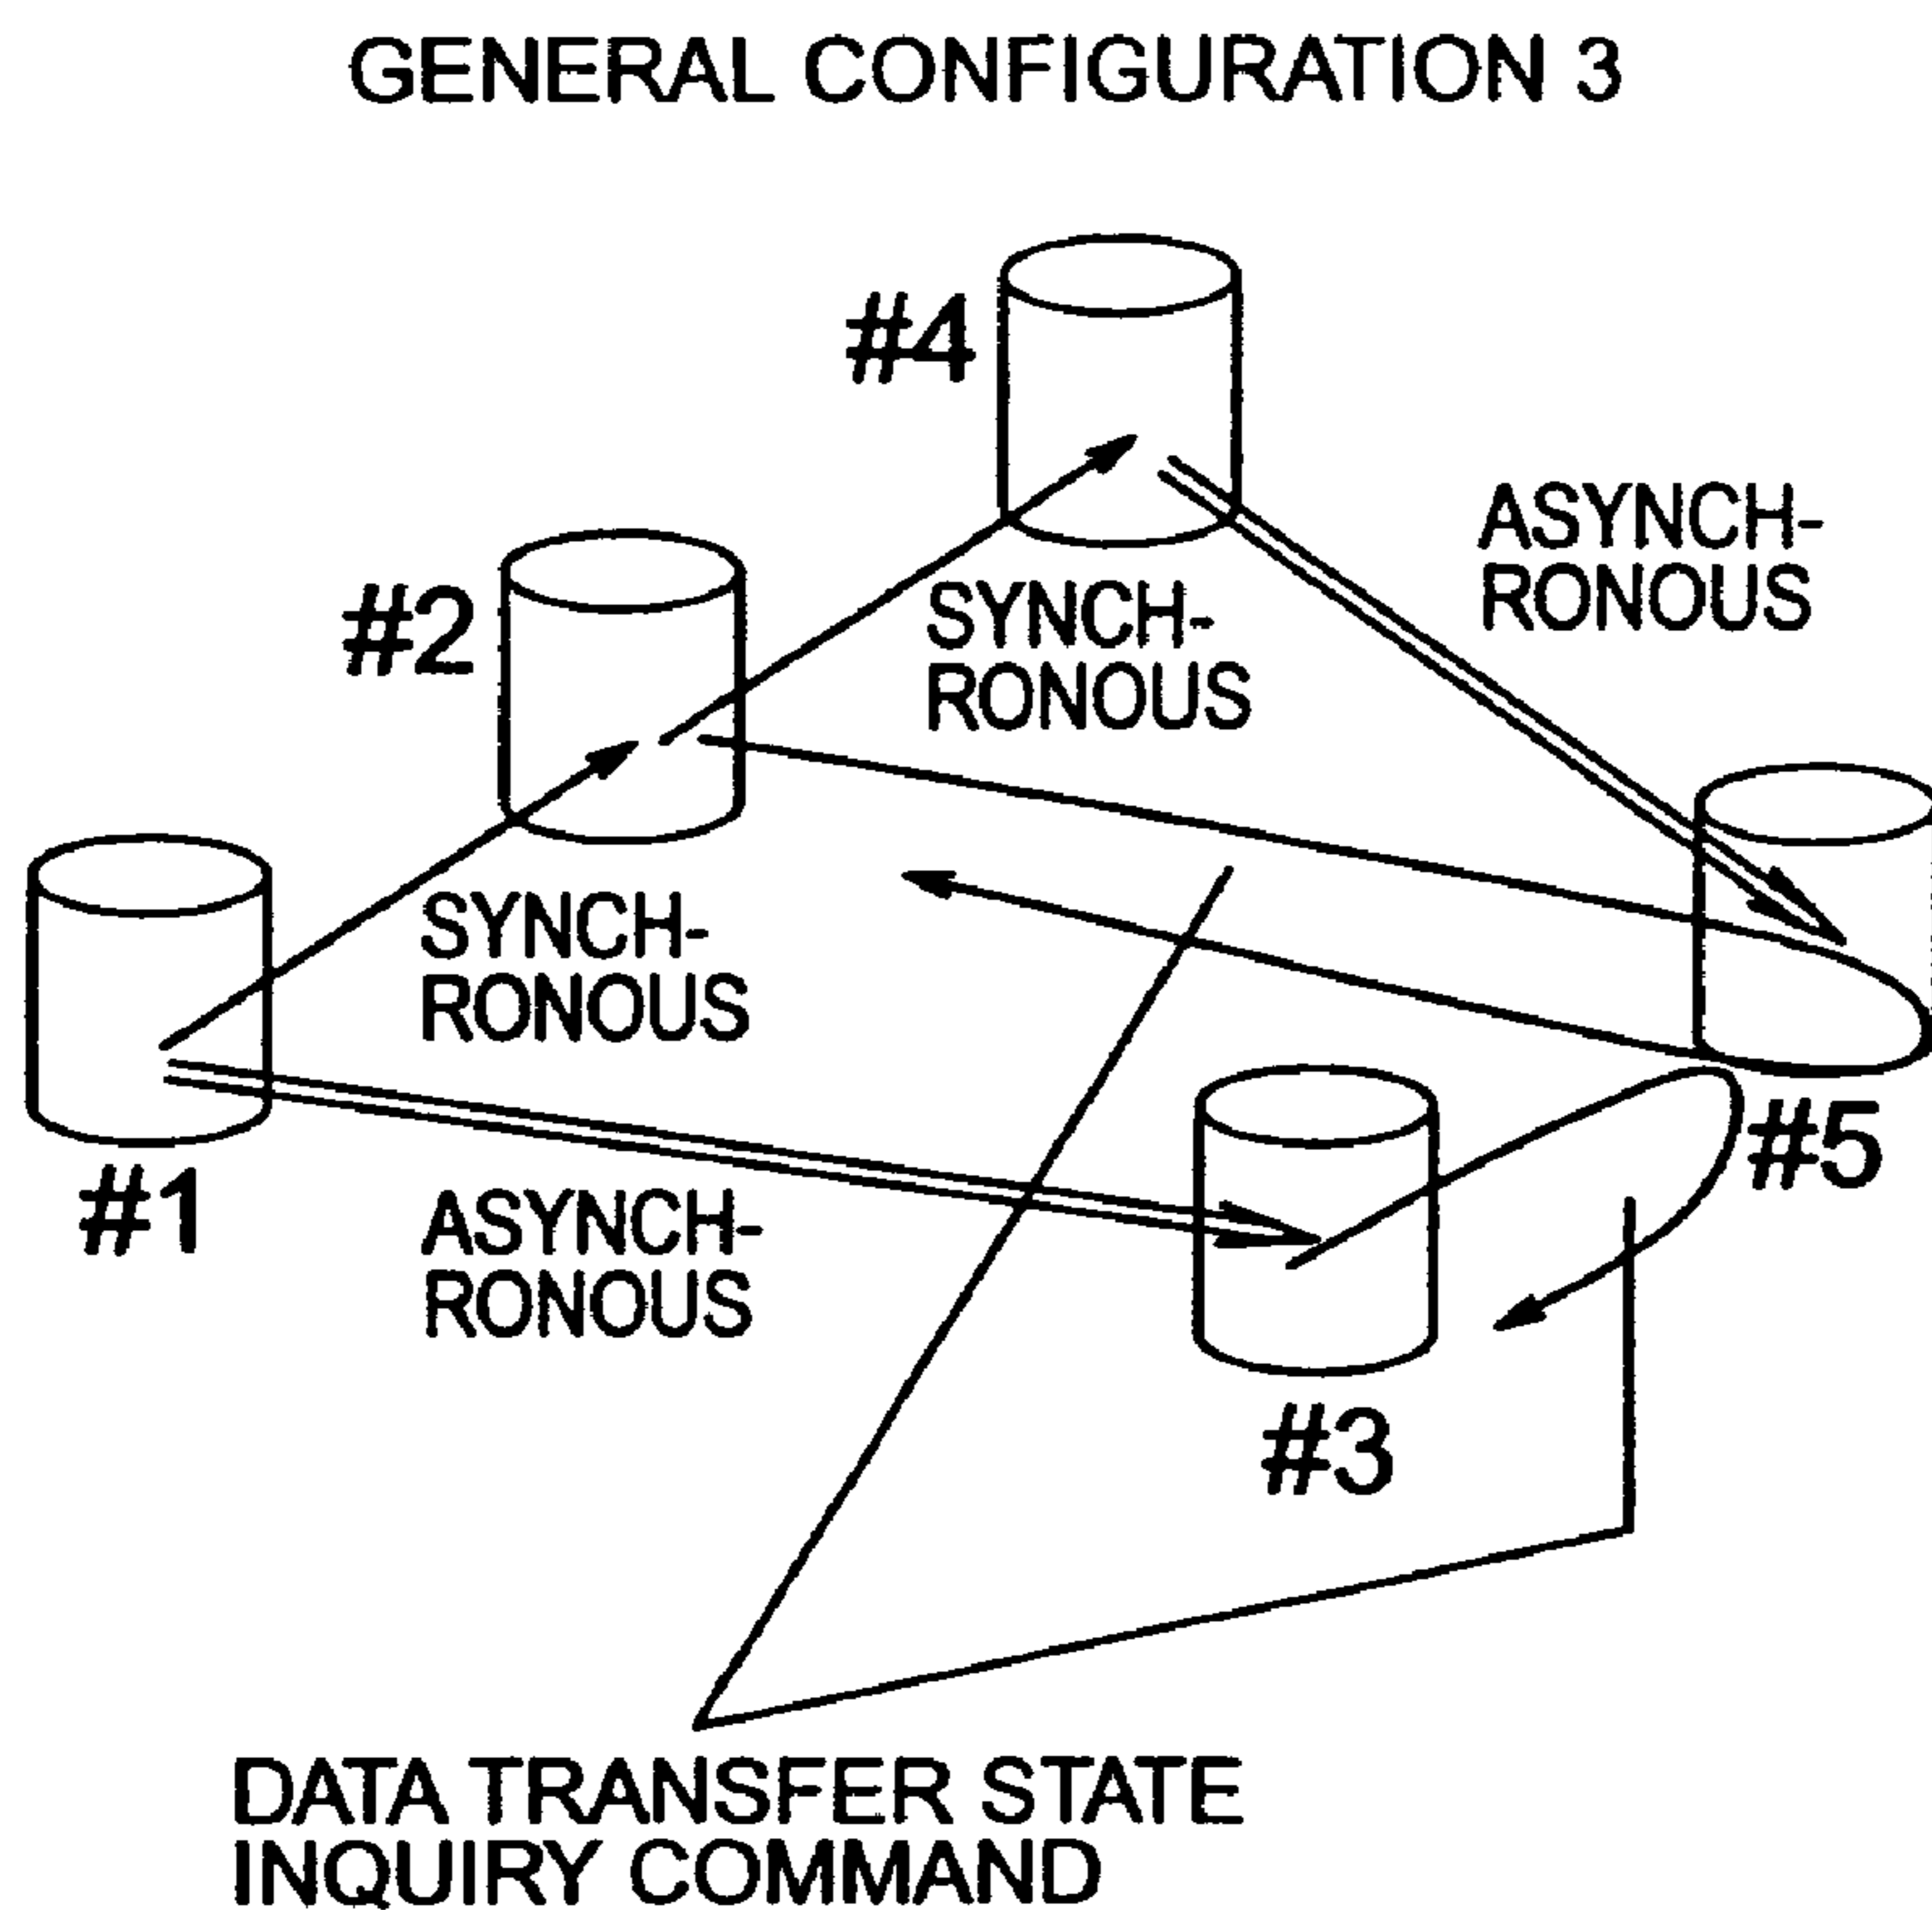 GENERAL CONFIGURATION 3
#4
ASYNCH-
RONOUS
#2
SYNCH-
RONOUS
SYNCH-
RONOUS
#1
#5
ASYNCH-
RONOUS
#3
DATA TRANSFER STATE
INQUIRY COMMAND